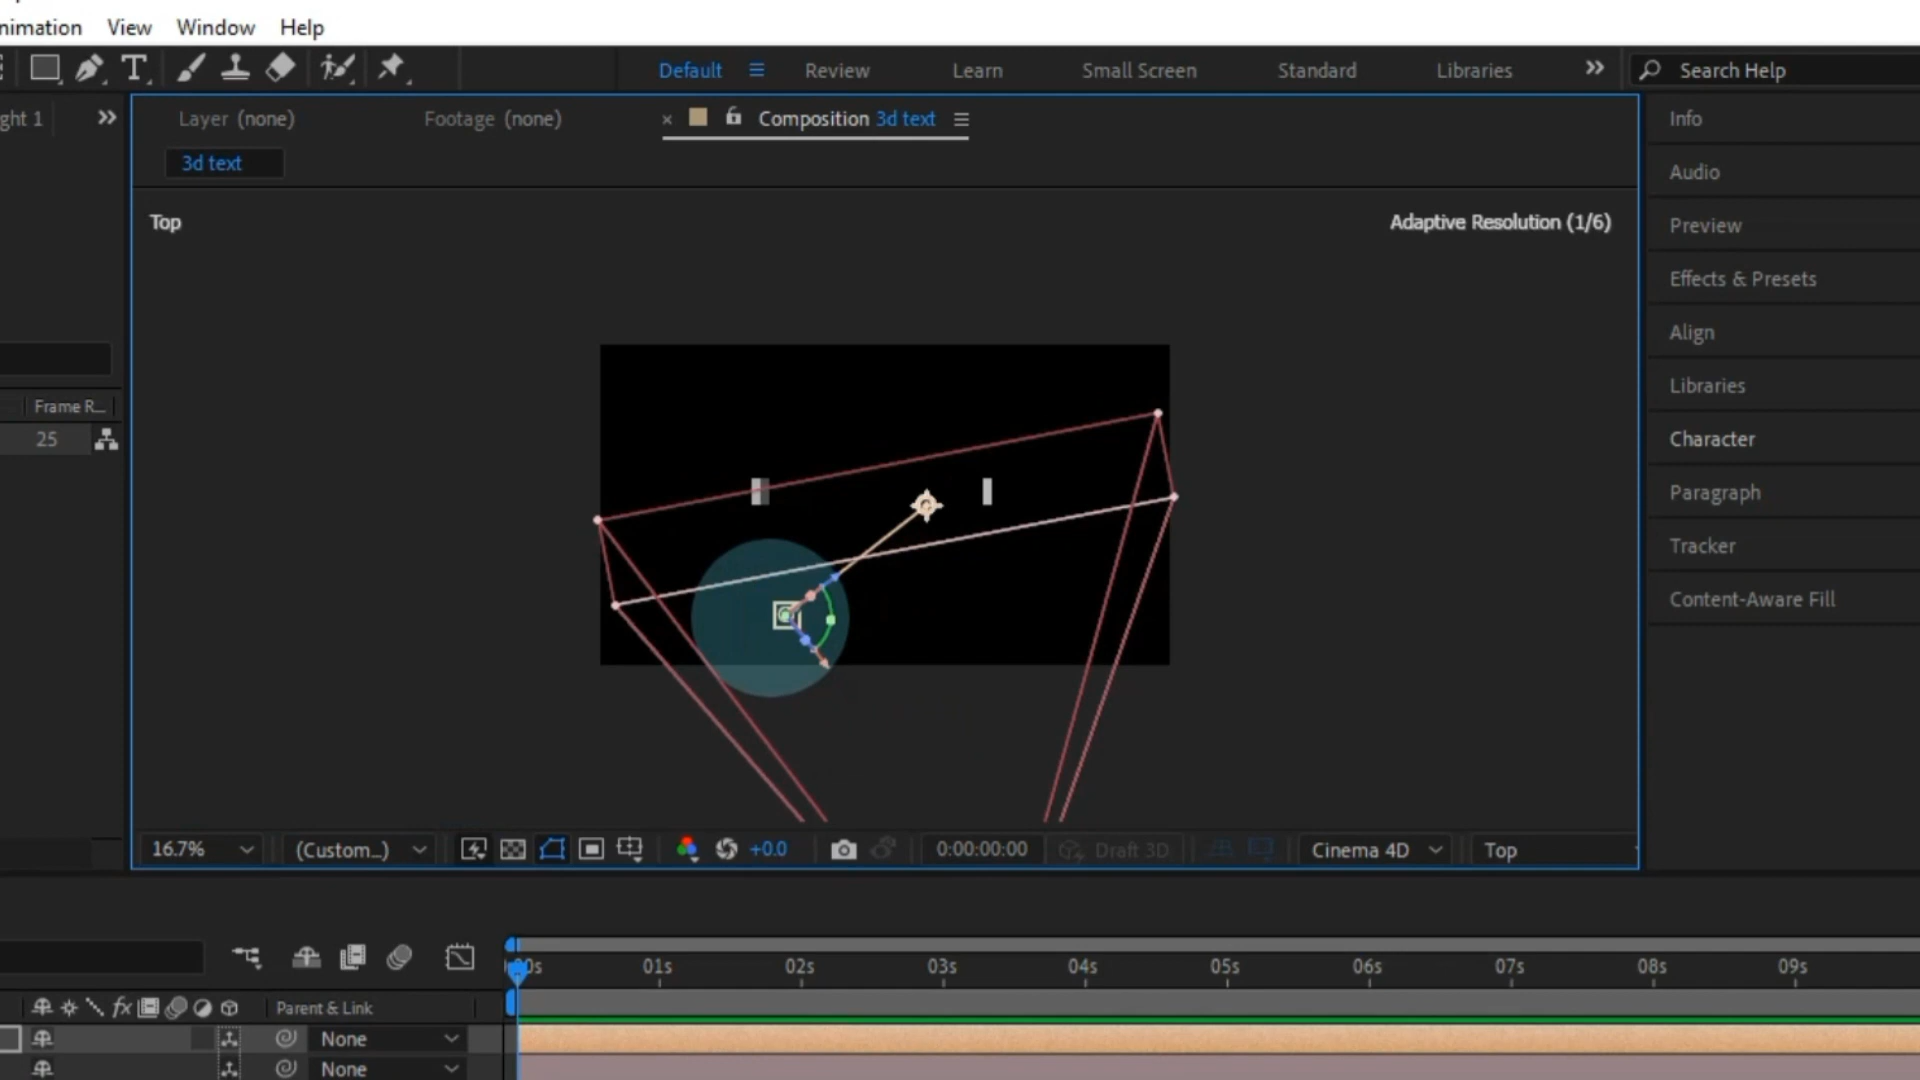 nimation View Window Help
T Default Review Learn Small Screen Standard Libraries Search Help
ght 1 Layer (none) Footage (none) × Composition 3d text
3d text
Top Adaptive Resolution (1/6)
Info
Audio
Preview
Effects & Presets
Align
Libraries
Character
Paragraph
Tracker
Content-Aware Fill
Frame R...
25
16.7% (Custom...) +0.0 0:00:00:00 Draft 3D Cinema 4D Top
00s 01s 02s 03s 04s 05s 06s 07s 08s 09s
fx Parent & Link
None
None